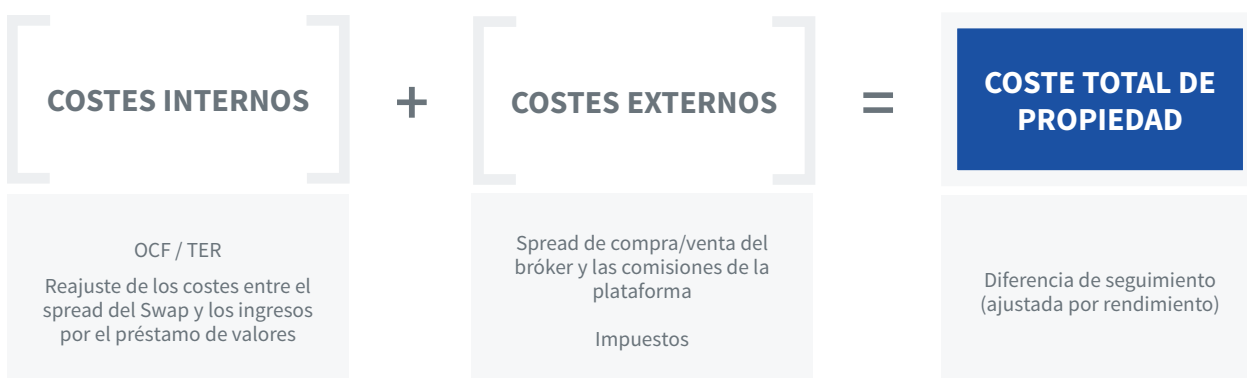 COSTES INTERNOS
+
COSTES EXTERNOS
=
COSTE TOTAL DE
PROPIEDAD
OCF / TER
Reajuste de los costes entre el
spread del Swap y los ingresos
por el préstamo de valores
Spread de compra/venta del
bróker y las comisiones de la
plataforma
Impuestos
Diferencia de seguimiento
(ajustada por rendimiento)